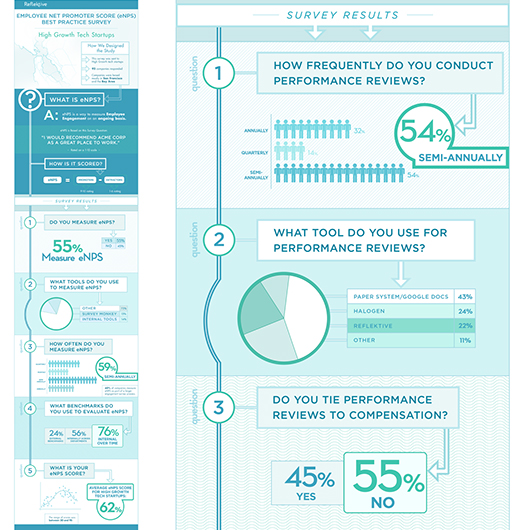 Reflektive
EMPLOYEE NET PROMOTER SCORE (eNPS)
BEST PRACTICE SURVEY
High Growth Tech Startups
How We Designed
the Study
?
WHAT IS eNPS?
A:
eNPS is a way to measure Employee
Engagement on an ongoing basis.
"I WOULD RECOMMEND ACME CORP
AS A GREAT PLACE TO WORK."
HOW IS IT SCORED?
eNPS
SURVEY RESULTS
1
DO YOU MEASURE eNPS?
55%
Measure eNPS
YES 55%
NO 45%
2
WHAT TOOLS DO YOU USE
TO MEASURE eNPS?
OTHER
SURVEY MONKEY
INTERNAL TOOLS
3
HOW OFTEN DO YOU
MEASURE eNPS?
59%
SEMI-ANNUALLY
4
WHAT BENCHMARKS DO
YOU USE TO EVALUATE eNPS?
24%
56%
76%
INTERNAL
OVER TIME
5
WHAT IS YOUR
eNPS SCORE?
AVERAGE eNPS SCORE
FOR HIGH GROWTH
TECH STARTUPS
62%
SURVEY RESULTS
question
1
HOW FREQUENTLY DO YOU CONDUCT
PERFORMANCE REVIEWS?
ANNUALLY
32%
QUARTERLY
14%
SEMI-
ANNUALLY
54%
54%
SEMI-ANNUALLY
question
2
WHAT TOOL DO YOU USE FOR
PERFORMANCE REVIEWS?
PAPER SYSTEM/GOOGLE DOCS 43%
HALOGEN 24%
REFLEKTIVE 22%
OTHER 11%
question
3
DO YOU TIE PERFORMANCE
REVIEWS TO COMPENSATION?
45%
YES
55%
NO